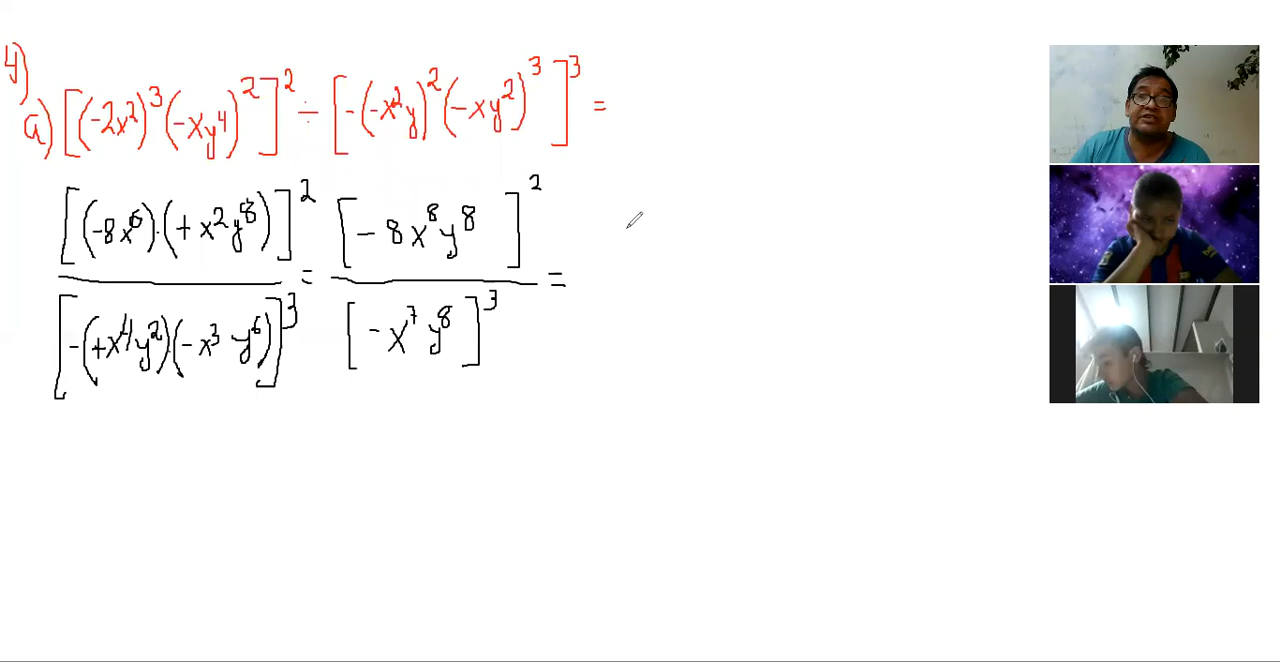 4)
a) [(-2x²)³(-xy⁴)²]² ÷ [-(-x²y)²(-xy²)³]³ =
[(-8x⁶).(+x²y⁸)]² / [-(+x⁴y²).(-x³y⁶)]³ = [-8x⁸y⁸]² / [-x⁷y⁸]³ =